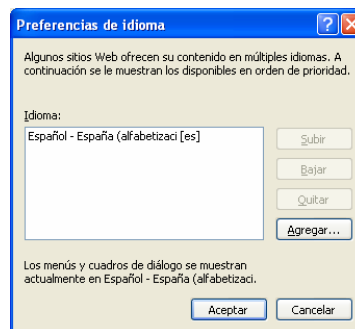 Preferencias de idioma
Algunos sitios Web ofrecen su contenido en múltiples idiomas. A
continuación se le muestran los disponibles en orden de prioridad.
Idioma:
Español - España (alfabetizaci [es]
Subir
Bajar
Quitar
Agregar...
Los menús y cuadros de diálogo se muestran
actualmente en Español - España (alfabetizaci.
Aceptar Cancelar